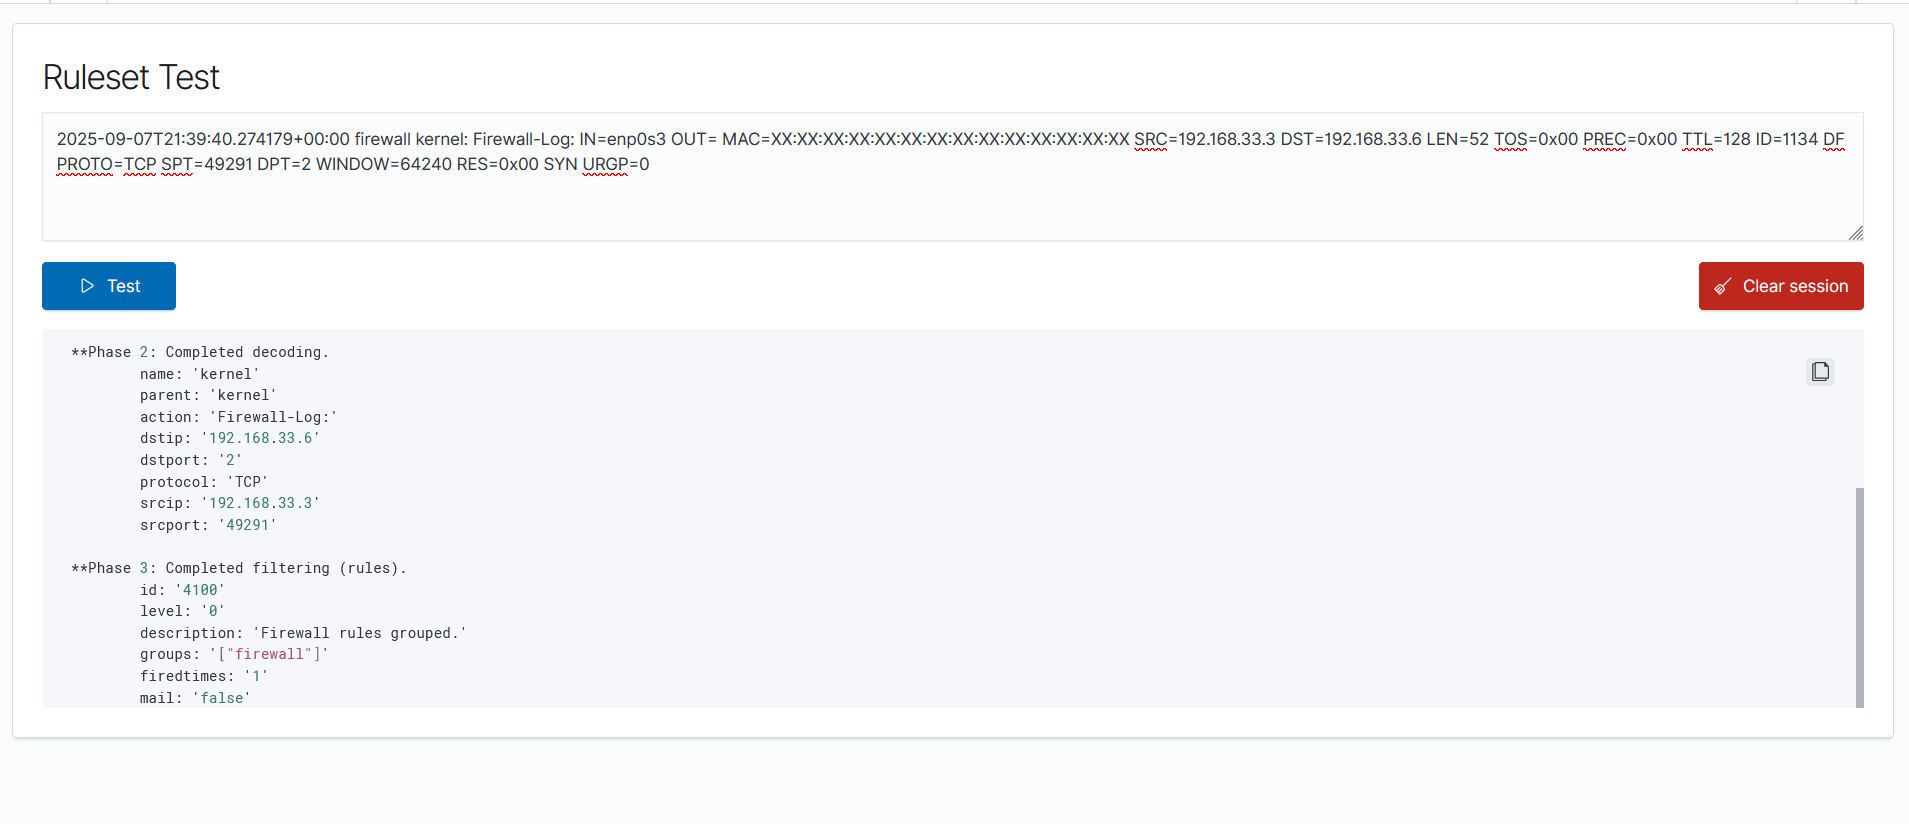 Ruleset Test
2025-09-07T21:39:40.274179+00:00 firewall kernel: Firewall-Log: IN=enp0s3 OUT= MAC=XX:XX:XX:XX:XX:XX:XX:XX:XX:XX:XX:XX:XX:XX SRC=192.168.33.3 DST=192.168.33.6 LEN=52 TOS=0x00 PREC=0x00 TTL=128 ID=1134 DF
PROTO=TCP SPT=49291 DPT=2 WINDOW=64240 RES=0x00 SYN URGP=0
Test
Clear session
**Phase 2: Completed decoding.
name: 'kernel'
parent: 'kernel'
action: 'Firewall-Log:'
dstip: '192.168.33.6'
dstport: '2'
protocol: 'TCP'
srcip: '192.168.33.3'
srcport: '49291'
**Phase 3: Completed filtering (rules).
id: '4100'
level: '0'
description: 'Firewall rules grouped.'
groups: '["firewall"]'
firedtimes: '1'
mail: 'false'